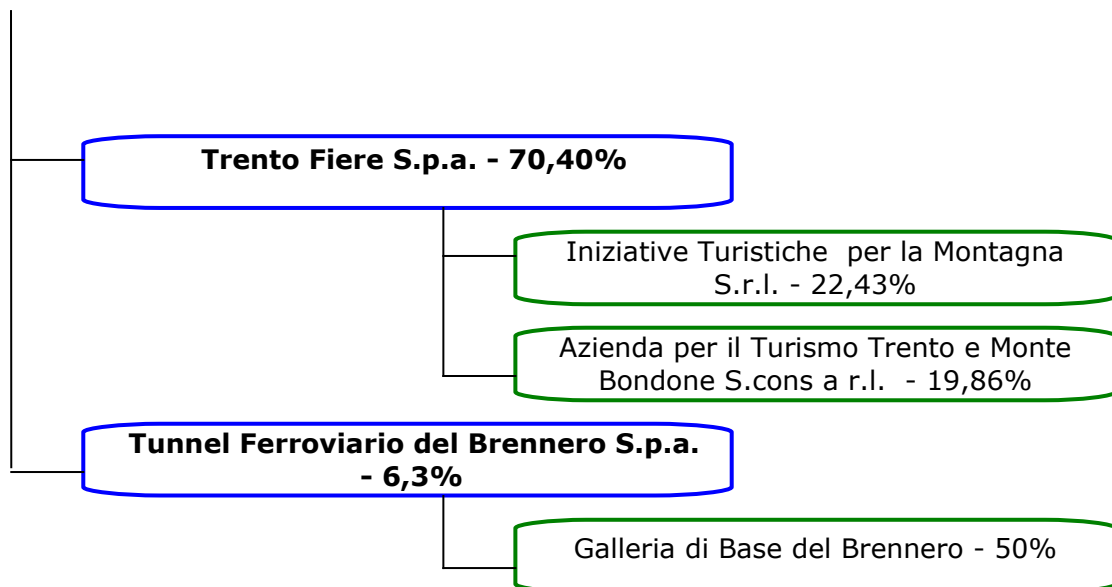 Trento Fiere S.p.a. - 70,40%
Iniziative Turistiche per la Montagna
S.r.l. - 22,43%
Azienda per il Turismo Trento e Monte
Bondone S.cons a r.l. - 19,86%
Tunnel Ferroviario del Brennero S.p.a.
- 6,3%
Galleria di Base del Brennero - 50%